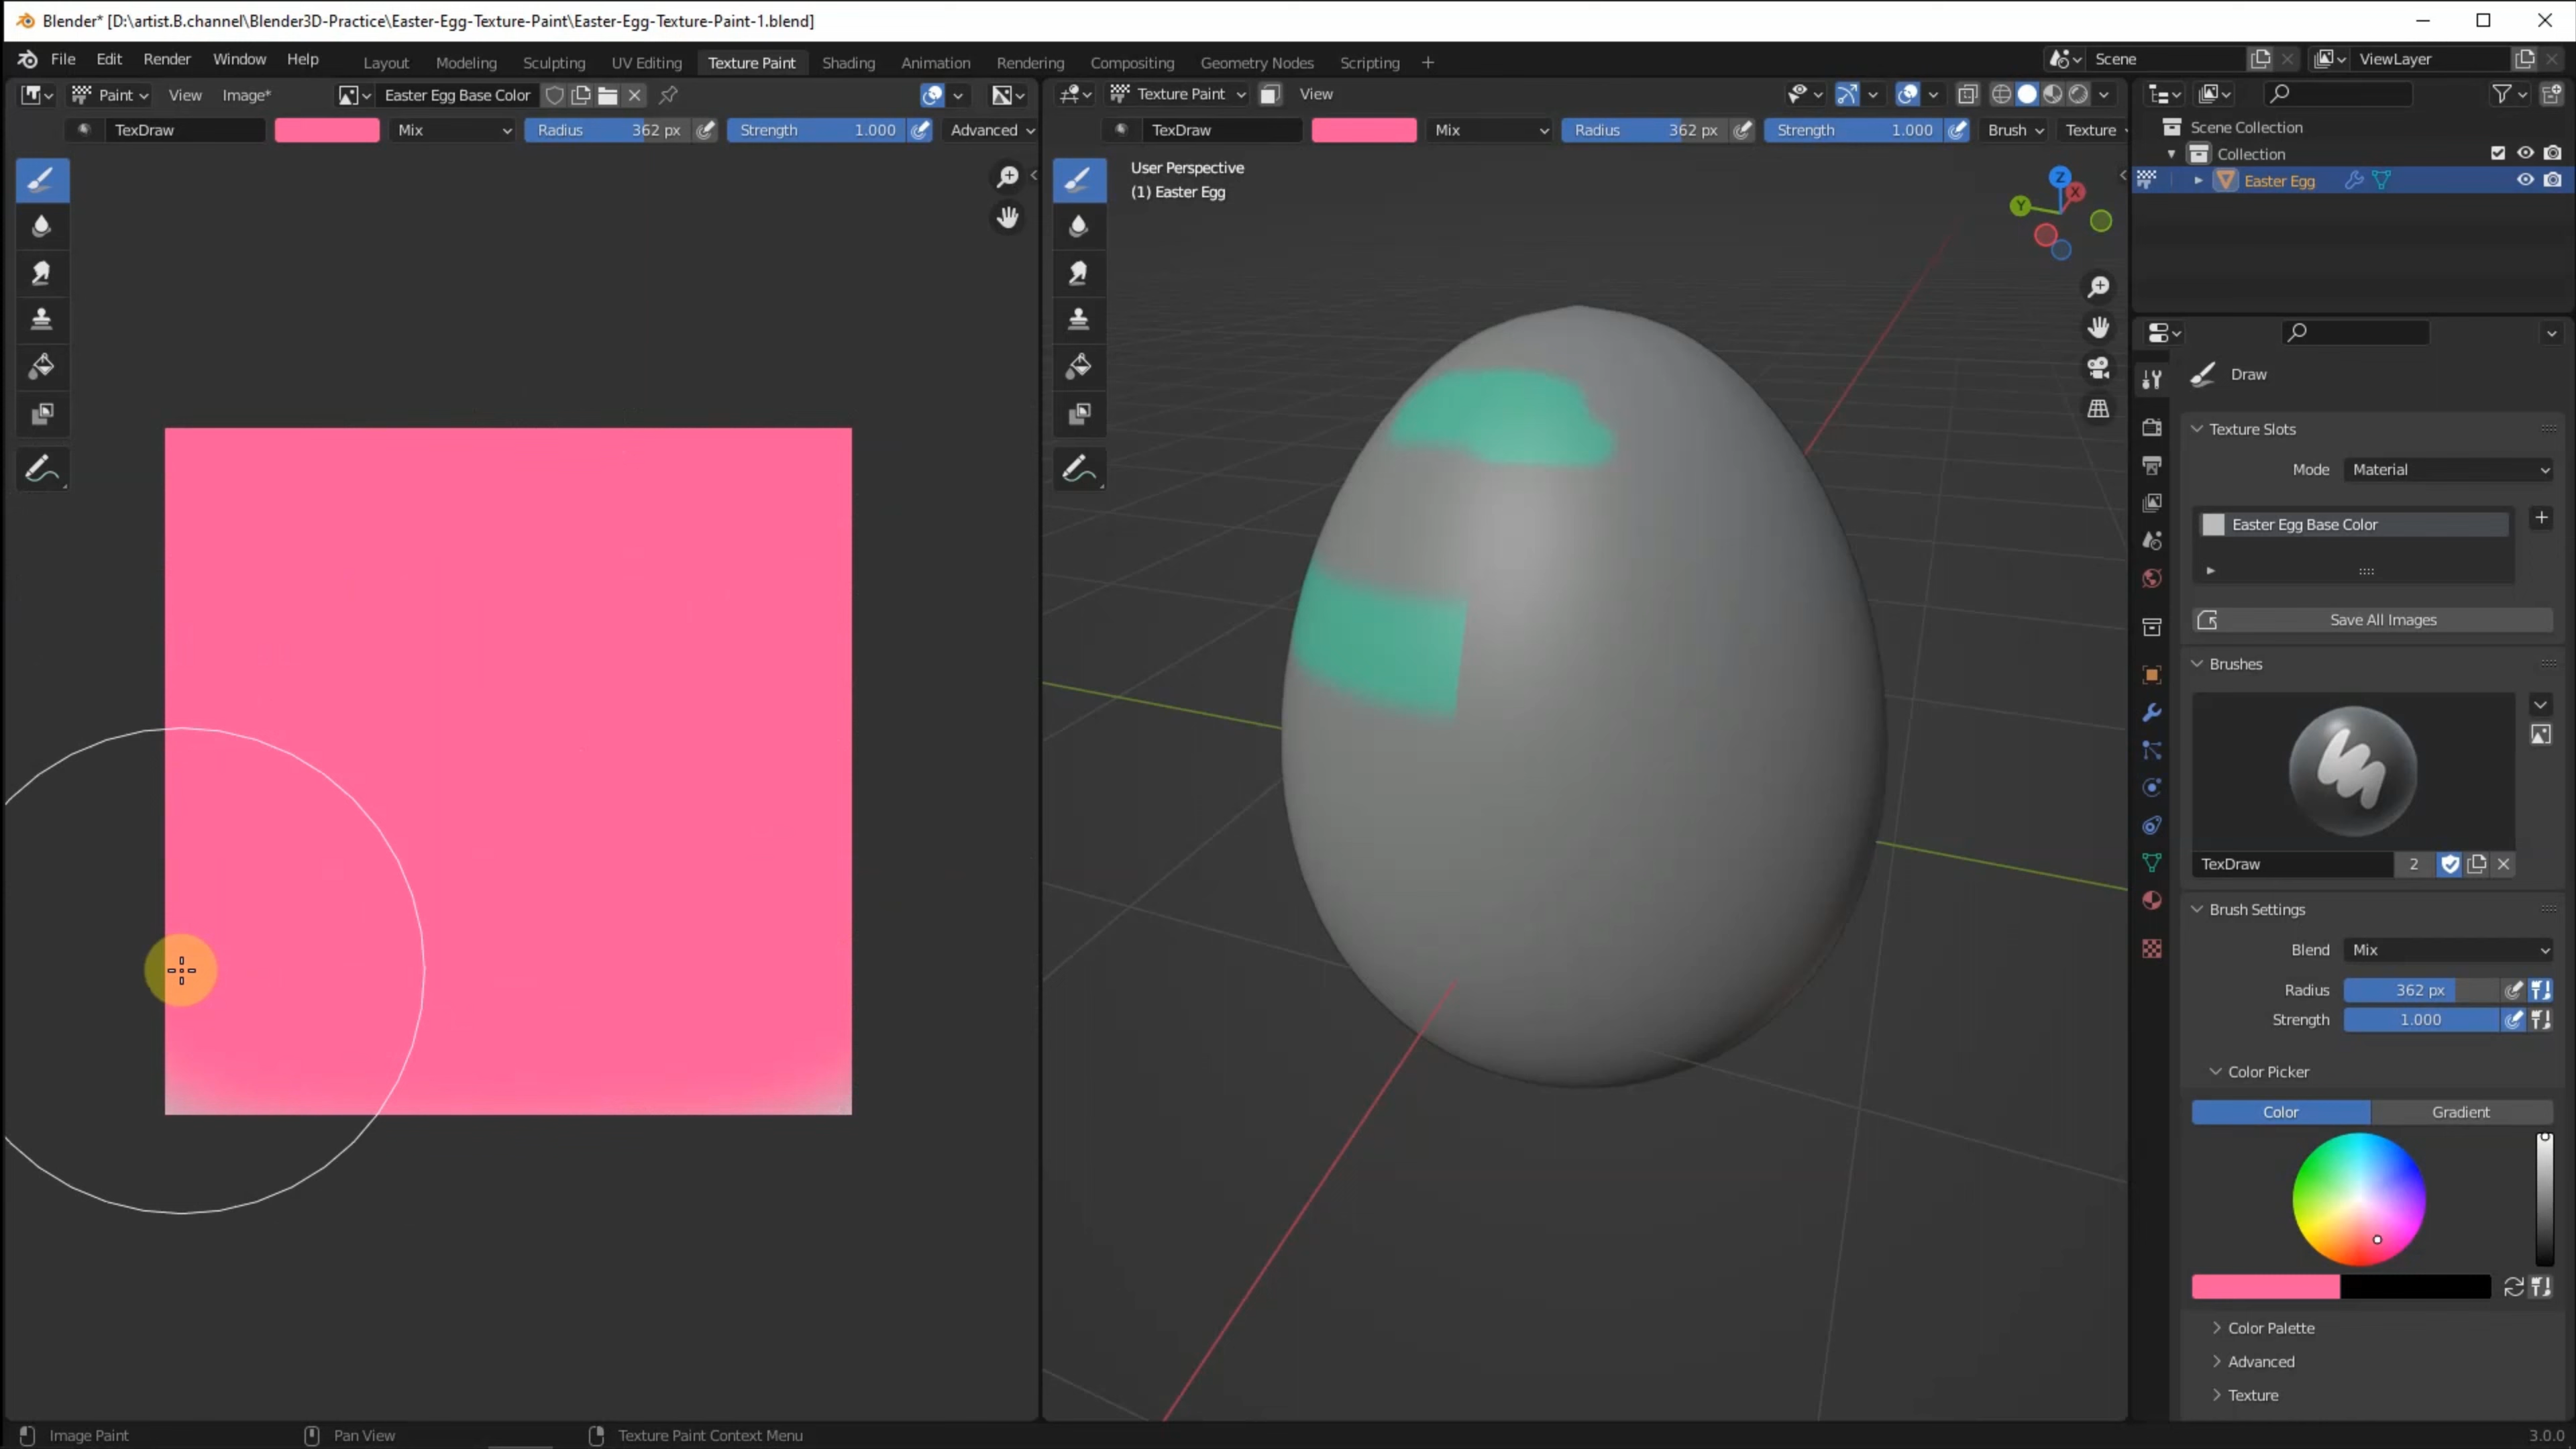 Blender* [D:\artist.B.channel\Blender3D-Practice\Easter-Egg-Texture-Paint\Easter-Egg-Texture-Paint-1.blend]
File Edit Render Window Help Layout Modeling Sculpting UV Editing Texture Paint Shading Animation Rendering Compositing Geometry Nodes Scripting + Scene ViewLayer
Paint View Image* Easter Egg Base Color
Texture Paint View
TexDraw Mix Radius 362 px Strength 1.000 Advanced
TexDraw Mix Radius 362 px Strength 1.000 Brush Texture
User Perspective
(1) Easter Egg
Z
X
Y
Scene Collection
Collection
Easter Egg
Draw
Texture Slots
Mode Material
Easter Egg Base Color
Save All Images
Brushes
TexDraw 2
Brush Settings
Blend Mix
Radius 362 px
Strength 1.000
Color Picker
Color Gradient
Color Palette
Advanced
Texture
Image Paint Pan View Texture Paint Context Menu 3.0.0